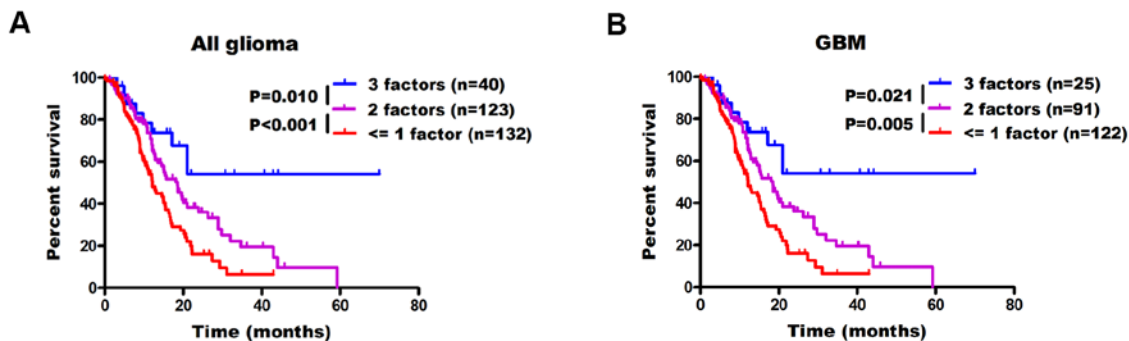 A
All glioma
Percent survival
100
80
60
40
20
0
0 20 40 60 80
Time (months)
P=0.010
P<0.001
3 factors (n=40)
2 factors (n=123)
<= 1 factor (n=132)
B
GBM
Percent survival
100
80
60
40
20
0
0 20 40 60 80
Time (months)
P=0.021
P=0.005
3 factors (n=25)
2 factors (n=91)
<= 1 factor (n=122)